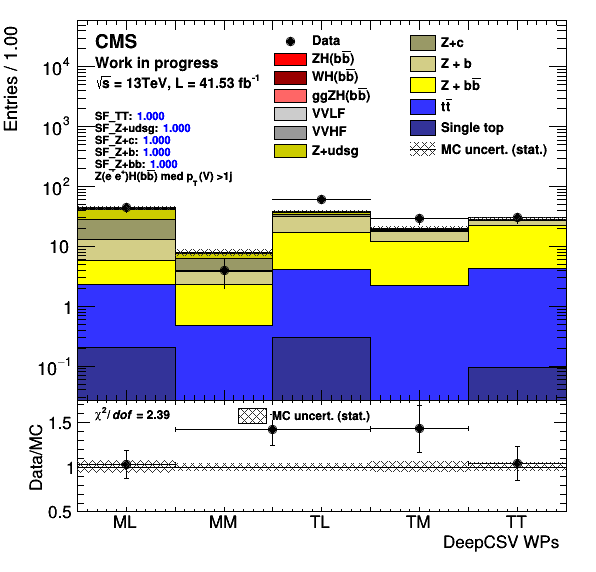 CMS
Work in progress
√s = 13TeV, L = 41.53 fb⁻¹
SF_TT: 1.000
SF_Z+udsg: 1.000
SF_Z+c: 1.000
SF_Z+b: 1.000
SF_Z+bb: 1.000
Z(e⁻e⁺)H(bb̅) med p_T(V) >1j
Data
ZH(bb̅)
WH(bb̅)
ggZH(bb̅)
VVLF
VVHF
Z+udsg
Z+c
Z + b
Z + bb̅
tt̅
Single top
MC uncert. (stat.)
Entries / 1.00
10⁴
10³
10²
10
1
10⁻¹
χ²/dof = 2.39
MC uncert. (stat.)
Data/MC
1.5
1
0.5
ML MM TL TM TT
DeepCSV WPs